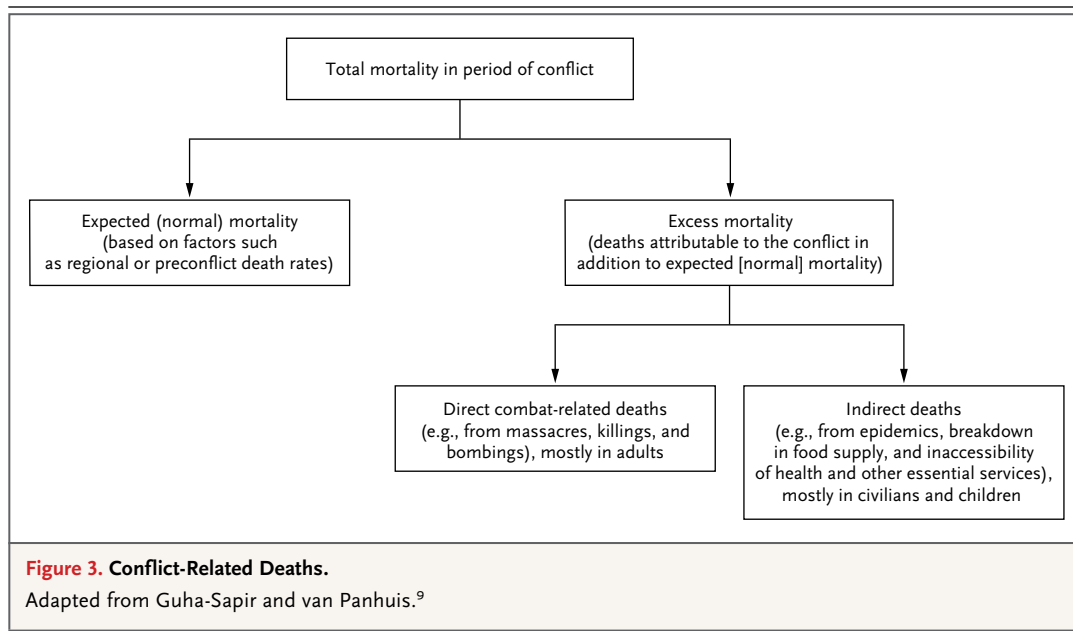 Total mortality in period of conflict
Expected (normal) mortality
(based on factors such
as regional or preconflict death rates)
Excess mortality
(deaths attributable to the conflict in
addition to expected [normal] mortality)
Direct combat-related deaths
(e.g., from massacres, killings, and
bombings), mostly in adults
Indirect deaths
(e.g., from epidemics, breakdown
in food supply, and inaccessibility
of health and other essential services),
mostly in civilians and children
Figure 3. Conflict-Related Deaths.
Adapted from Guha-Sapir and van Panhuis.⁹